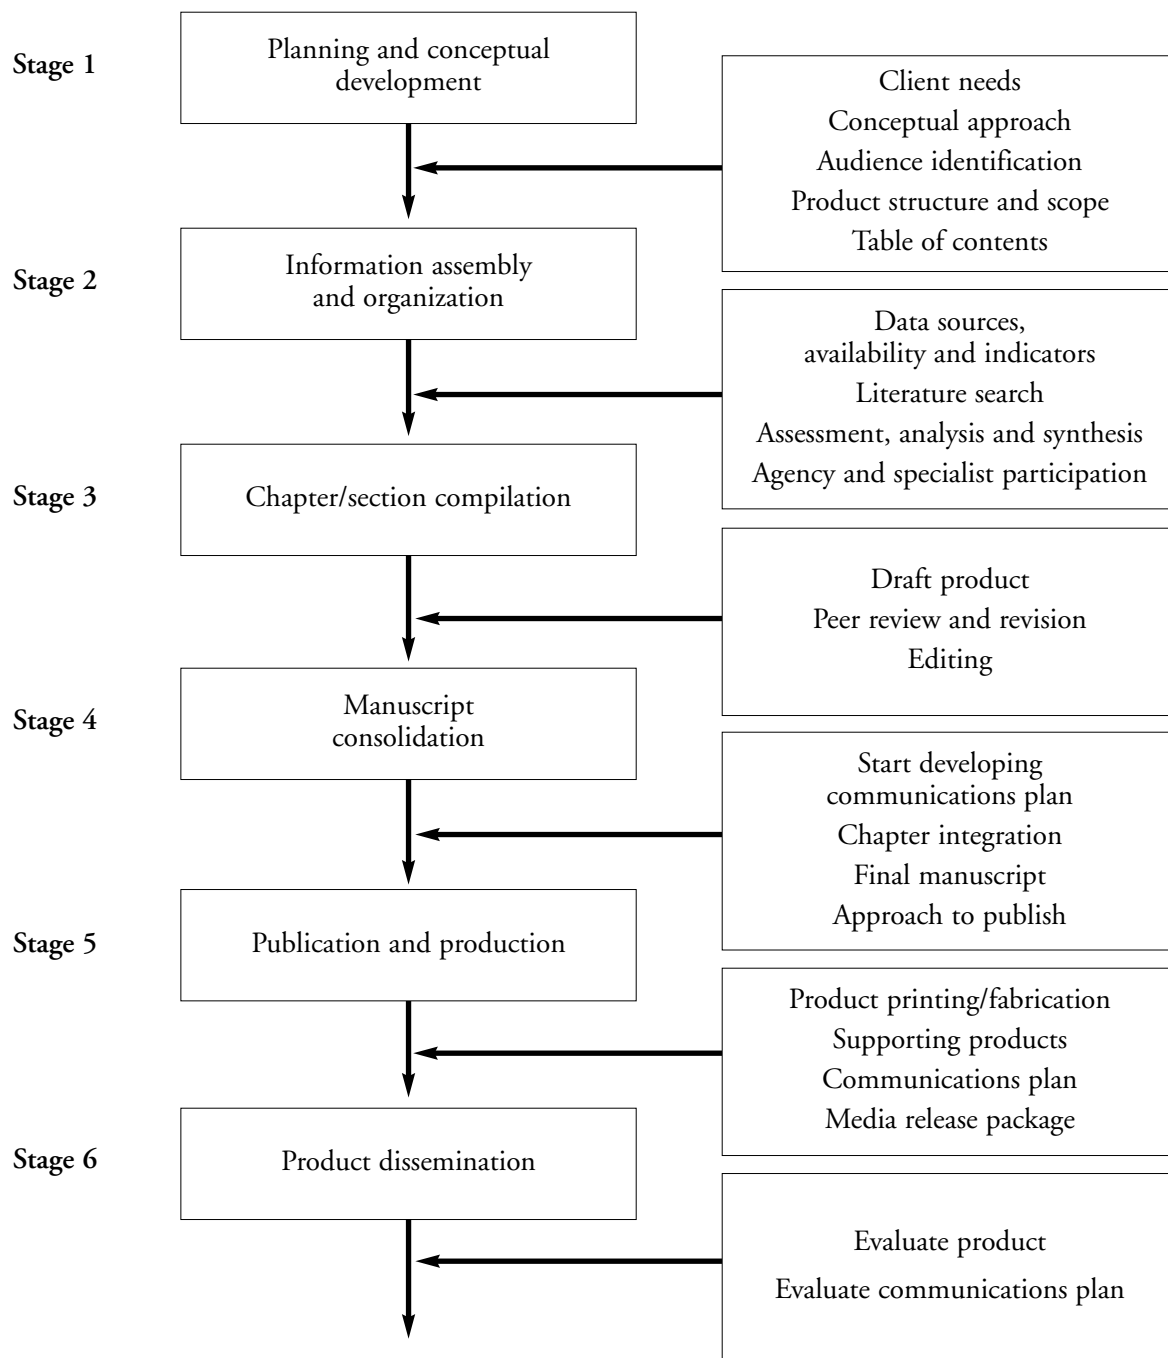 Stage 1
Planning and conceptual
development
Client needs
Conceptual approach
Audience identification
Product structure and scope
Table of contents
Stage 2
Information assembly
and organization
Data sources,
availability and indicators
Literature search
Assessment, analysis and synthesis
Agency and specialist participation
Stage 3
Chapter/section compilation
Draft product
Peer review and revision
Editing
Stage 4
Manuscript
consolidation
Start developing
communications plan
Chapter integration
Final manuscript
Approach to publish
Stage 5
Publication and production
Product printing/fabrication
Supporting products
Communications plan
Media release package
Stage 6
Product dissemination
Evaluate product
Evaluate communications plan